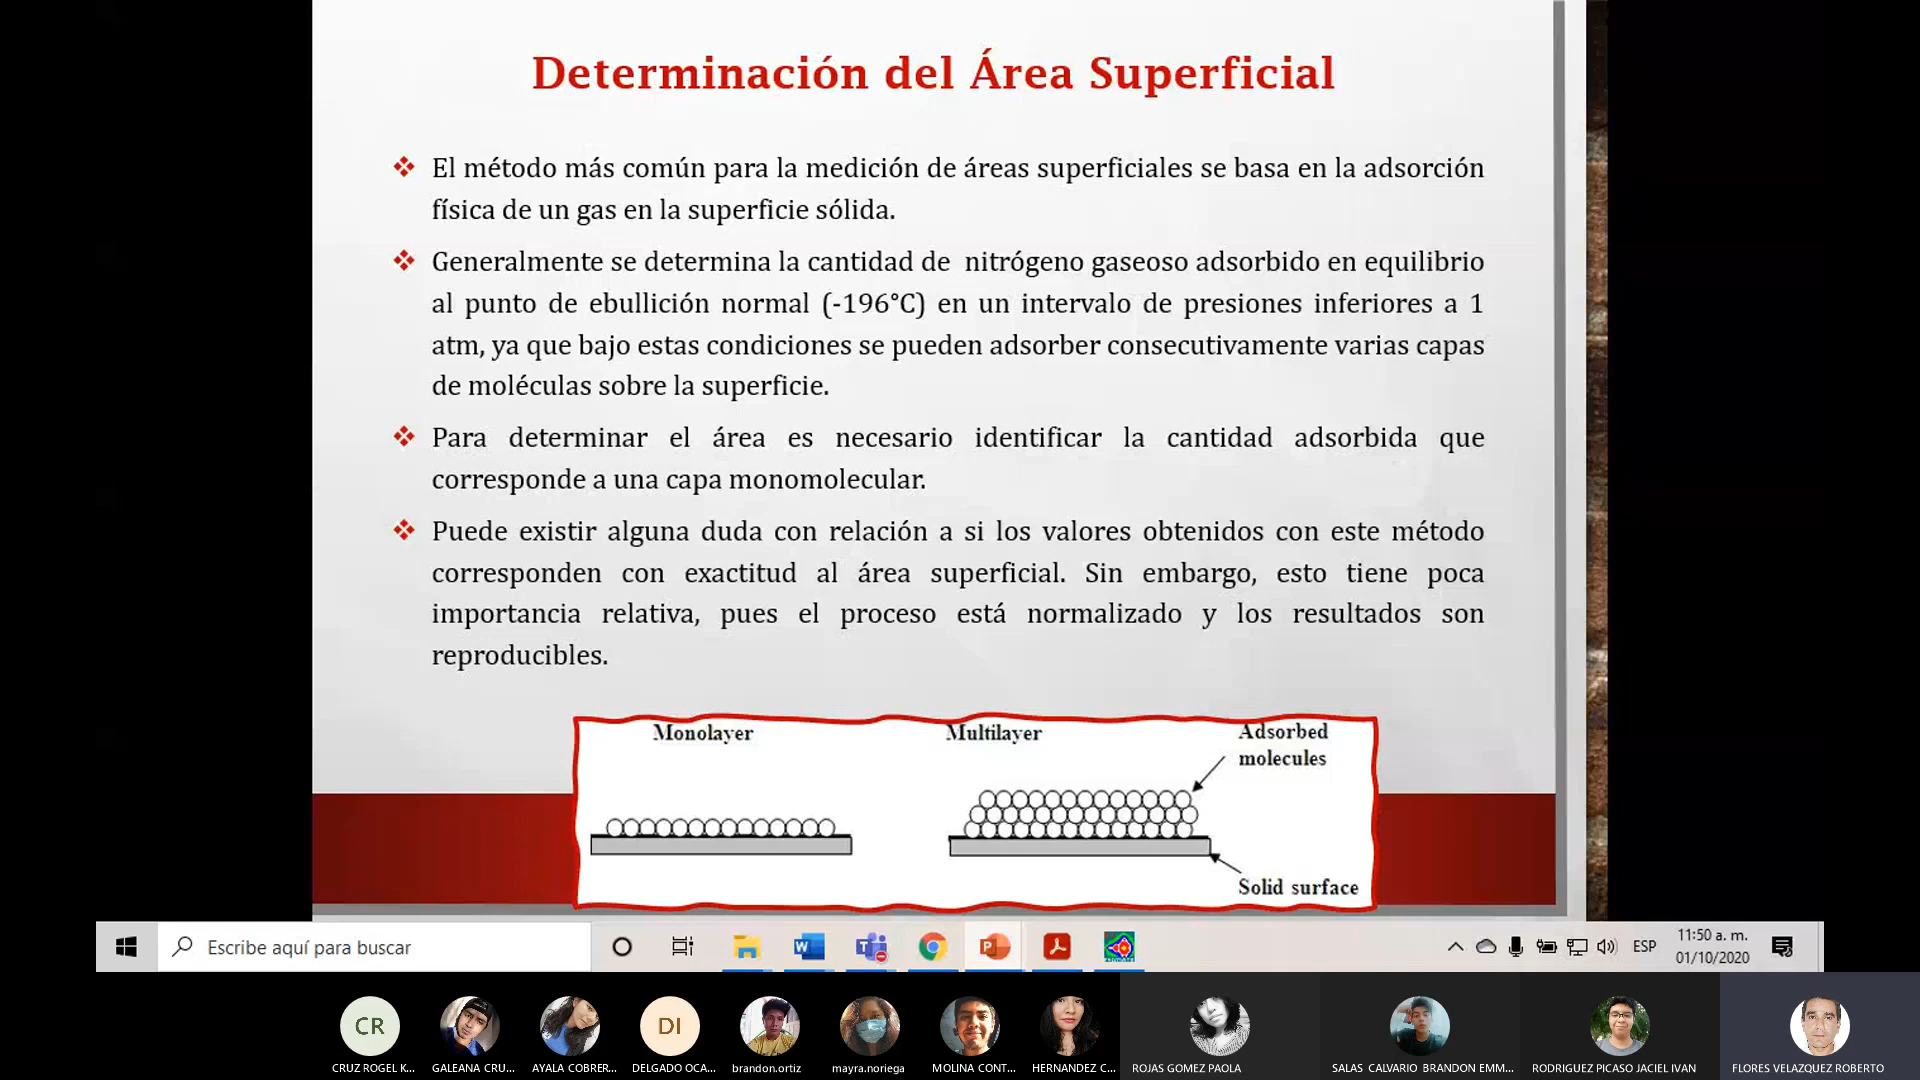 Determinación del Área Superficial
El método más común para la medición de áreas superficiales se basa en la adsorción
física de un gas en la superficie sólida.
Generalmente se determina la cantidad de nitrógeno gaseoso adsorbido en equilibrio
al punto de ebullición normal (-196°C) en un intervalo de presiones inferiores a 1
atm, ya que bajo estas condiciones se pueden adsorber consecutivamente varias capas
de moléculas sobre la superficie.
Para determinar el área es necesario identificar la cantidad adsorbida que
corresponde a una capa monomolecular.
Puede existir alguna duda con relación a si los valores obtenidos con este método
corresponden con exactitud al área superficial. Sin embargo, esto tiene poca
importancia relativa, pues el proceso está normalizado y los resultados son
reproducibles.
Monolayer
Multilayer
Adsorbed
molecules
Solid surface
Escribe aquí para buscar
ESP
11:50 a. m.
01/10/2020
CR
DI
CRUZ ROGEL K...
GALEANA CRU...
AYALA COBRER...
DELGADO OCA...
brandon.ortiz
mayra.noriega
MOLINA CONT...
HERNANDEZ C...
ROJAS GOMEZ PAOLA
SALAS CALVARIO BRANDON EMM...
RODRIGUEZ PICASO JACIEL IVAN
FLORES VELAZQUEZ ROBERTO